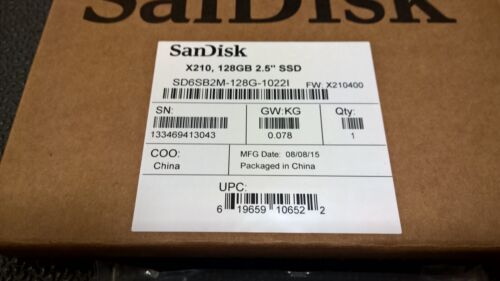 SanDisk
SanDisk
X210, 128GB 2.5" SSD
SD6SB2M-128G-1022I FW: X210400
SN: GW:KG Qty:
133469413043 0.078 1
COO: MFG Date: 08/08/15
China Packaged in China
UPC:
6 19659 10652 2